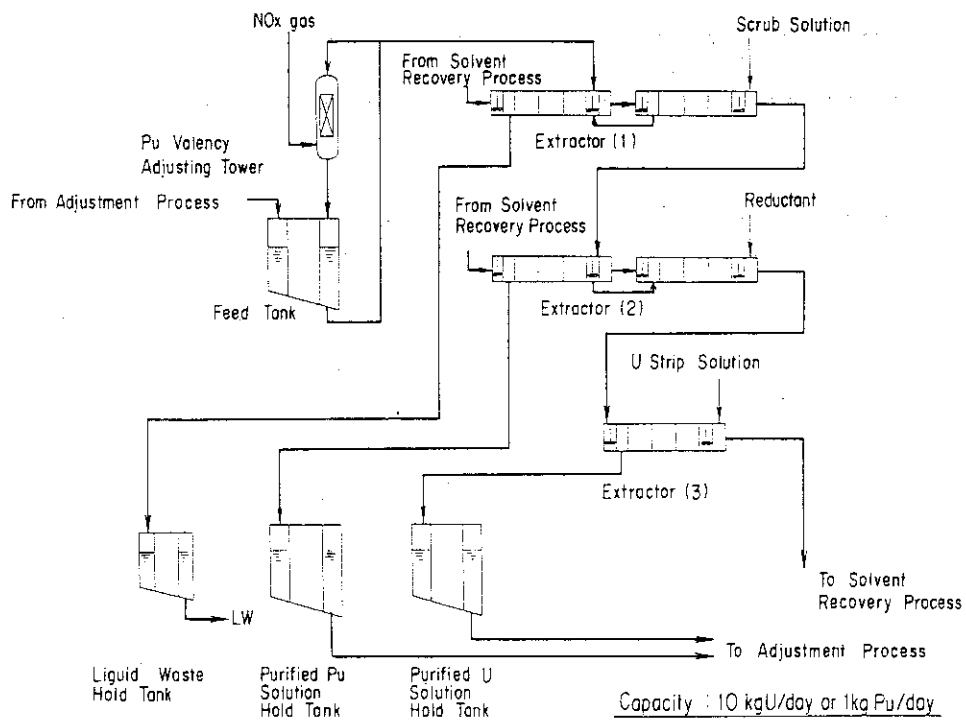 NOx gas
Scrub Solution
From Solvent
Recovery Process
Extractor (1)
Pu Valency
Adjusting Tower
From Adjustment Process
From Solvent
Recovery Process
Reductant
Feed Tank
Extractor (2)
U Strip Solution
Extractor (3)
To Solvent
Recovery Process
LW
To Adjustment Process
Liquid Waste
Hold Tank
Purified Pu
Solution
Hold Tank
Purified U
Solution
Hold Tank
Capacity : 10 kgU/day or 1kg Pu/day